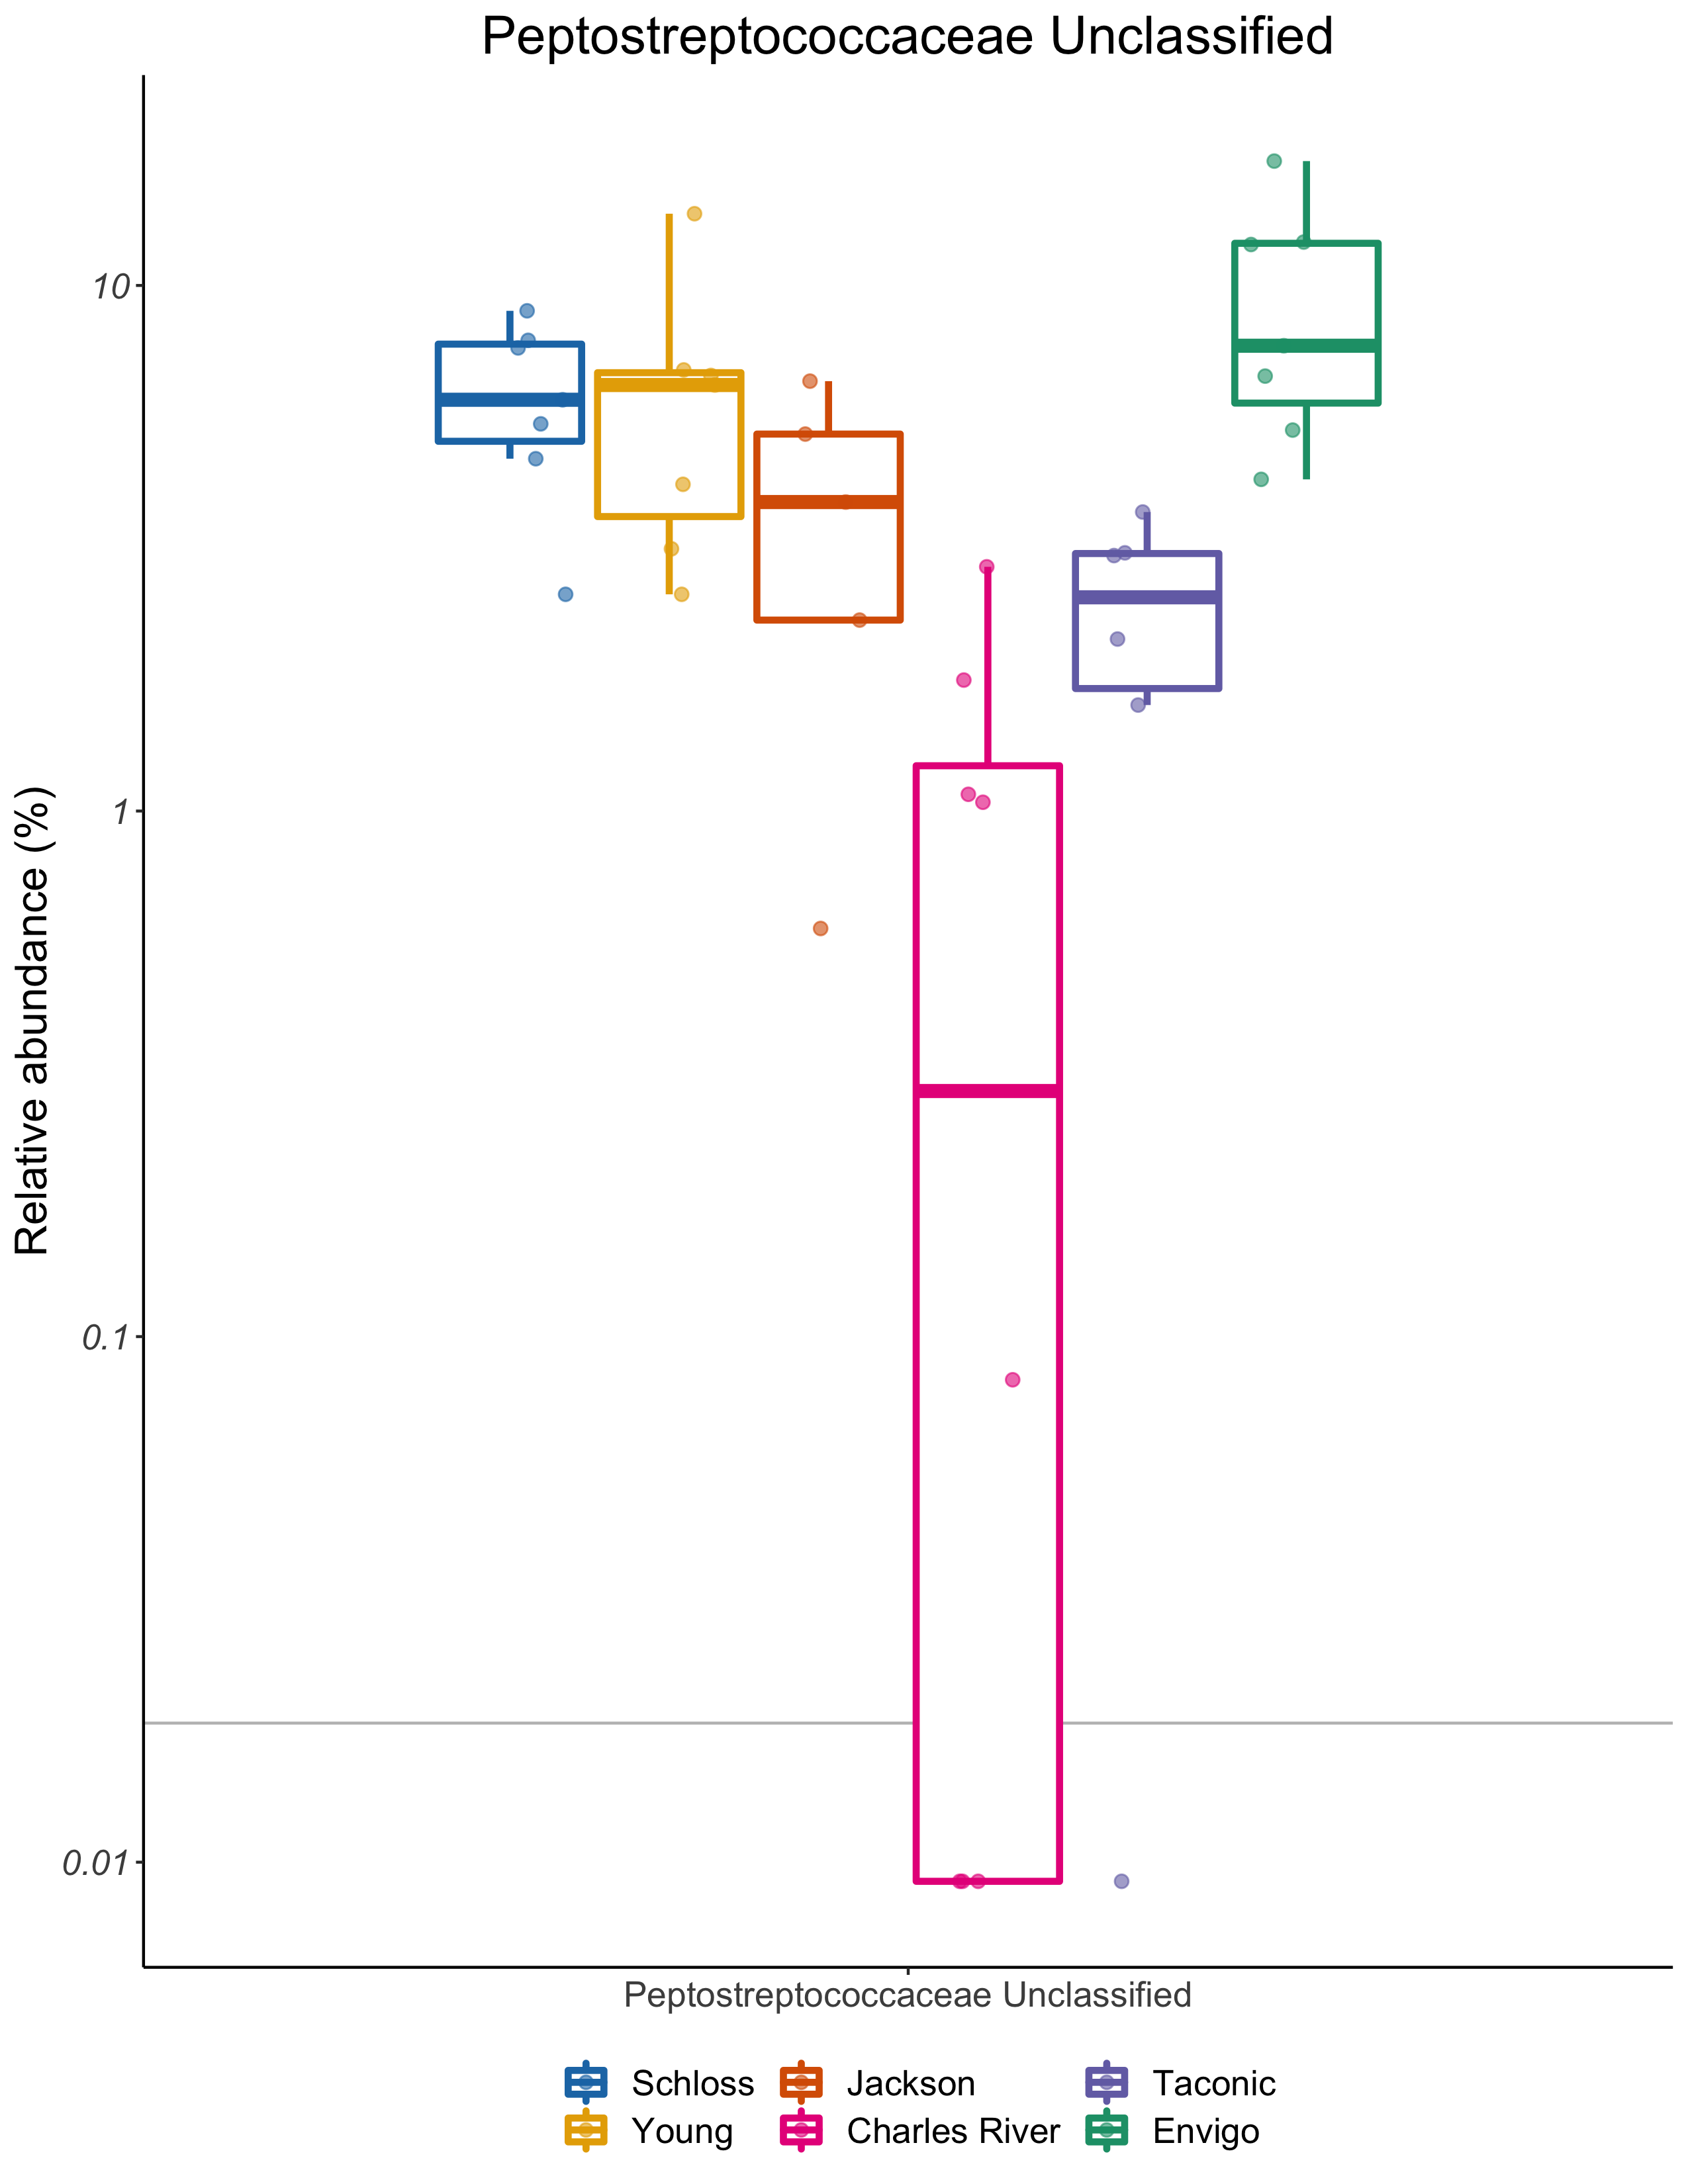 Peptostreptococcaceae Unclassified
Relative abundance (%)
10
1
0.1
0.01
Peptostreptococcaceae Unclassified
Schloss Jackson Taconic
Young Charles River Envigo